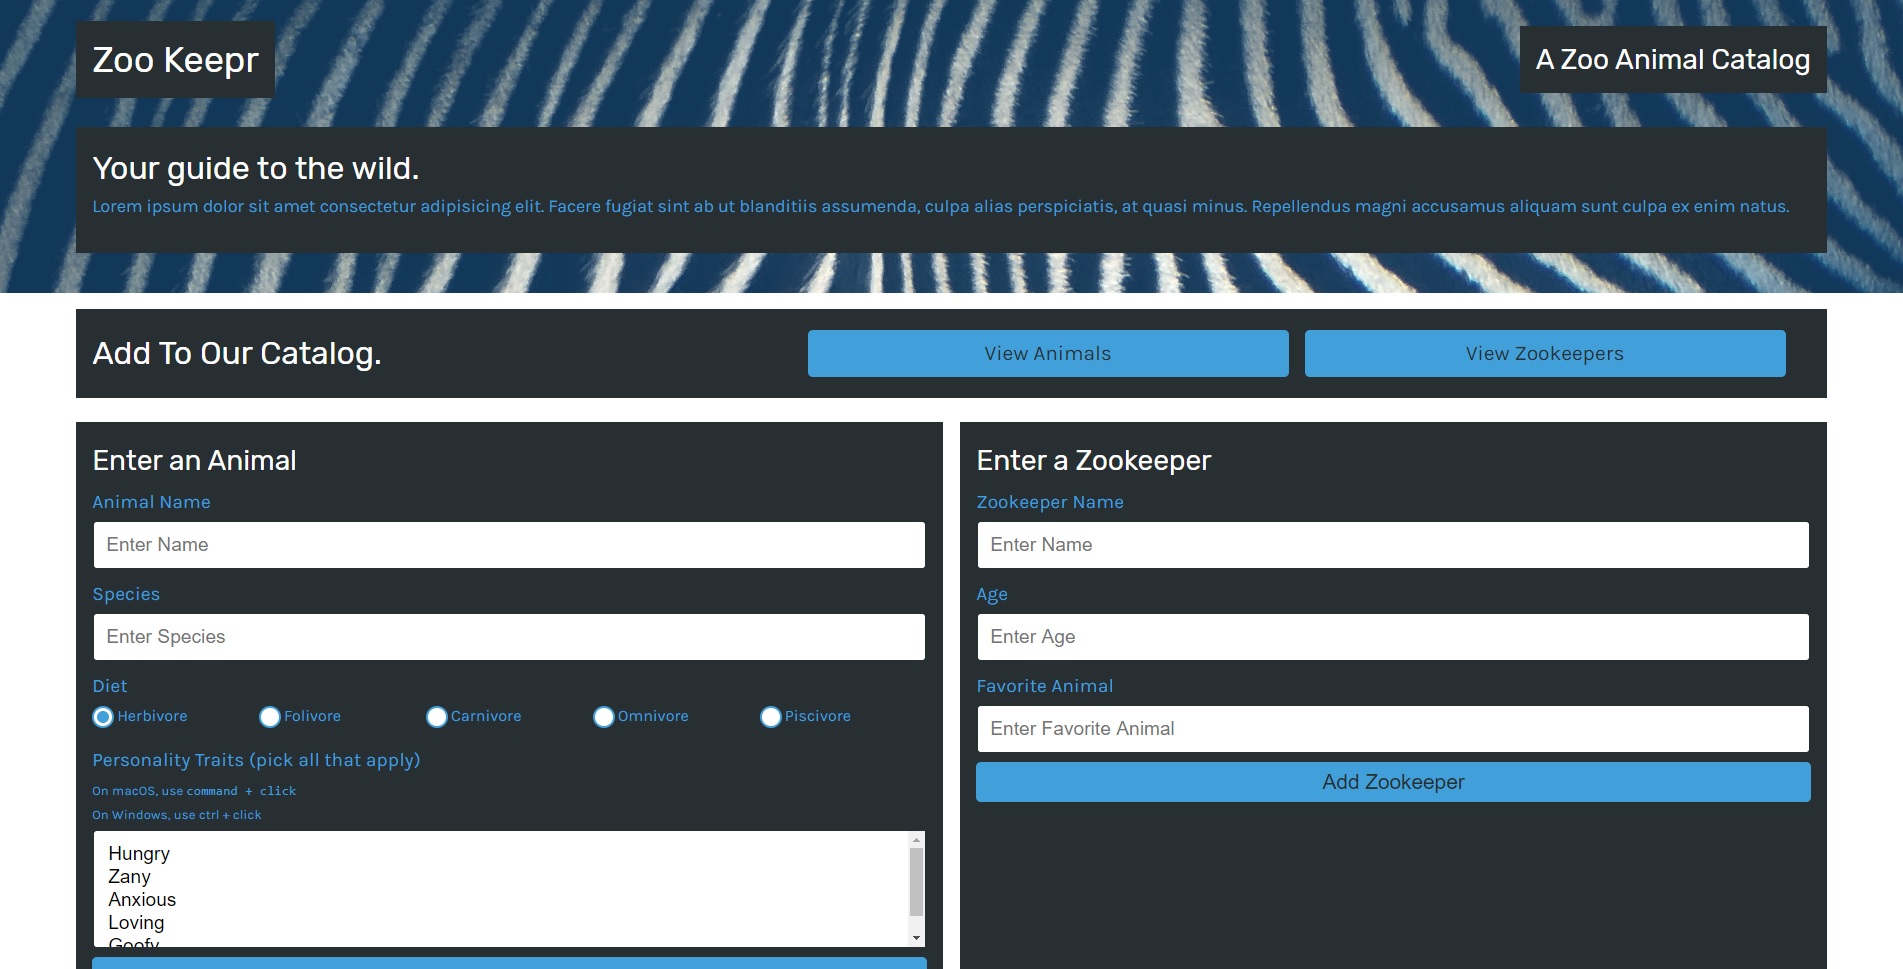 Zoo Keepr
A Zoo Animal Catalog
Your guide to the wild.
Lorem ipsum dolor sit amet consectetur adipisicing elit. Facere fugiat sint ab ut blanditiis assumenda, culpa alias perspiciatis, at quasi minus. Repellendus magni accusamus aliquam sunt culpa ex enim natus.
Add To Our Catalog.
View Animals
View Zookeepers
Enter an Animal
Animal Name
Enter Name
Species
Enter Species
Diet
Herbivore Folivore Carnivore Omnivore Piscivore
Personality Traits (pick all that apply)
On macOS, use command + click
On Windows, use ctrl + click
Hungry
Zany
Anxious
Loving
Goofy
Enter a Zookeeper
Zookeeper Name
Enter Name
Age
Enter Age
Favorite Animal
Enter Favorite Animal
Add Zookeeper